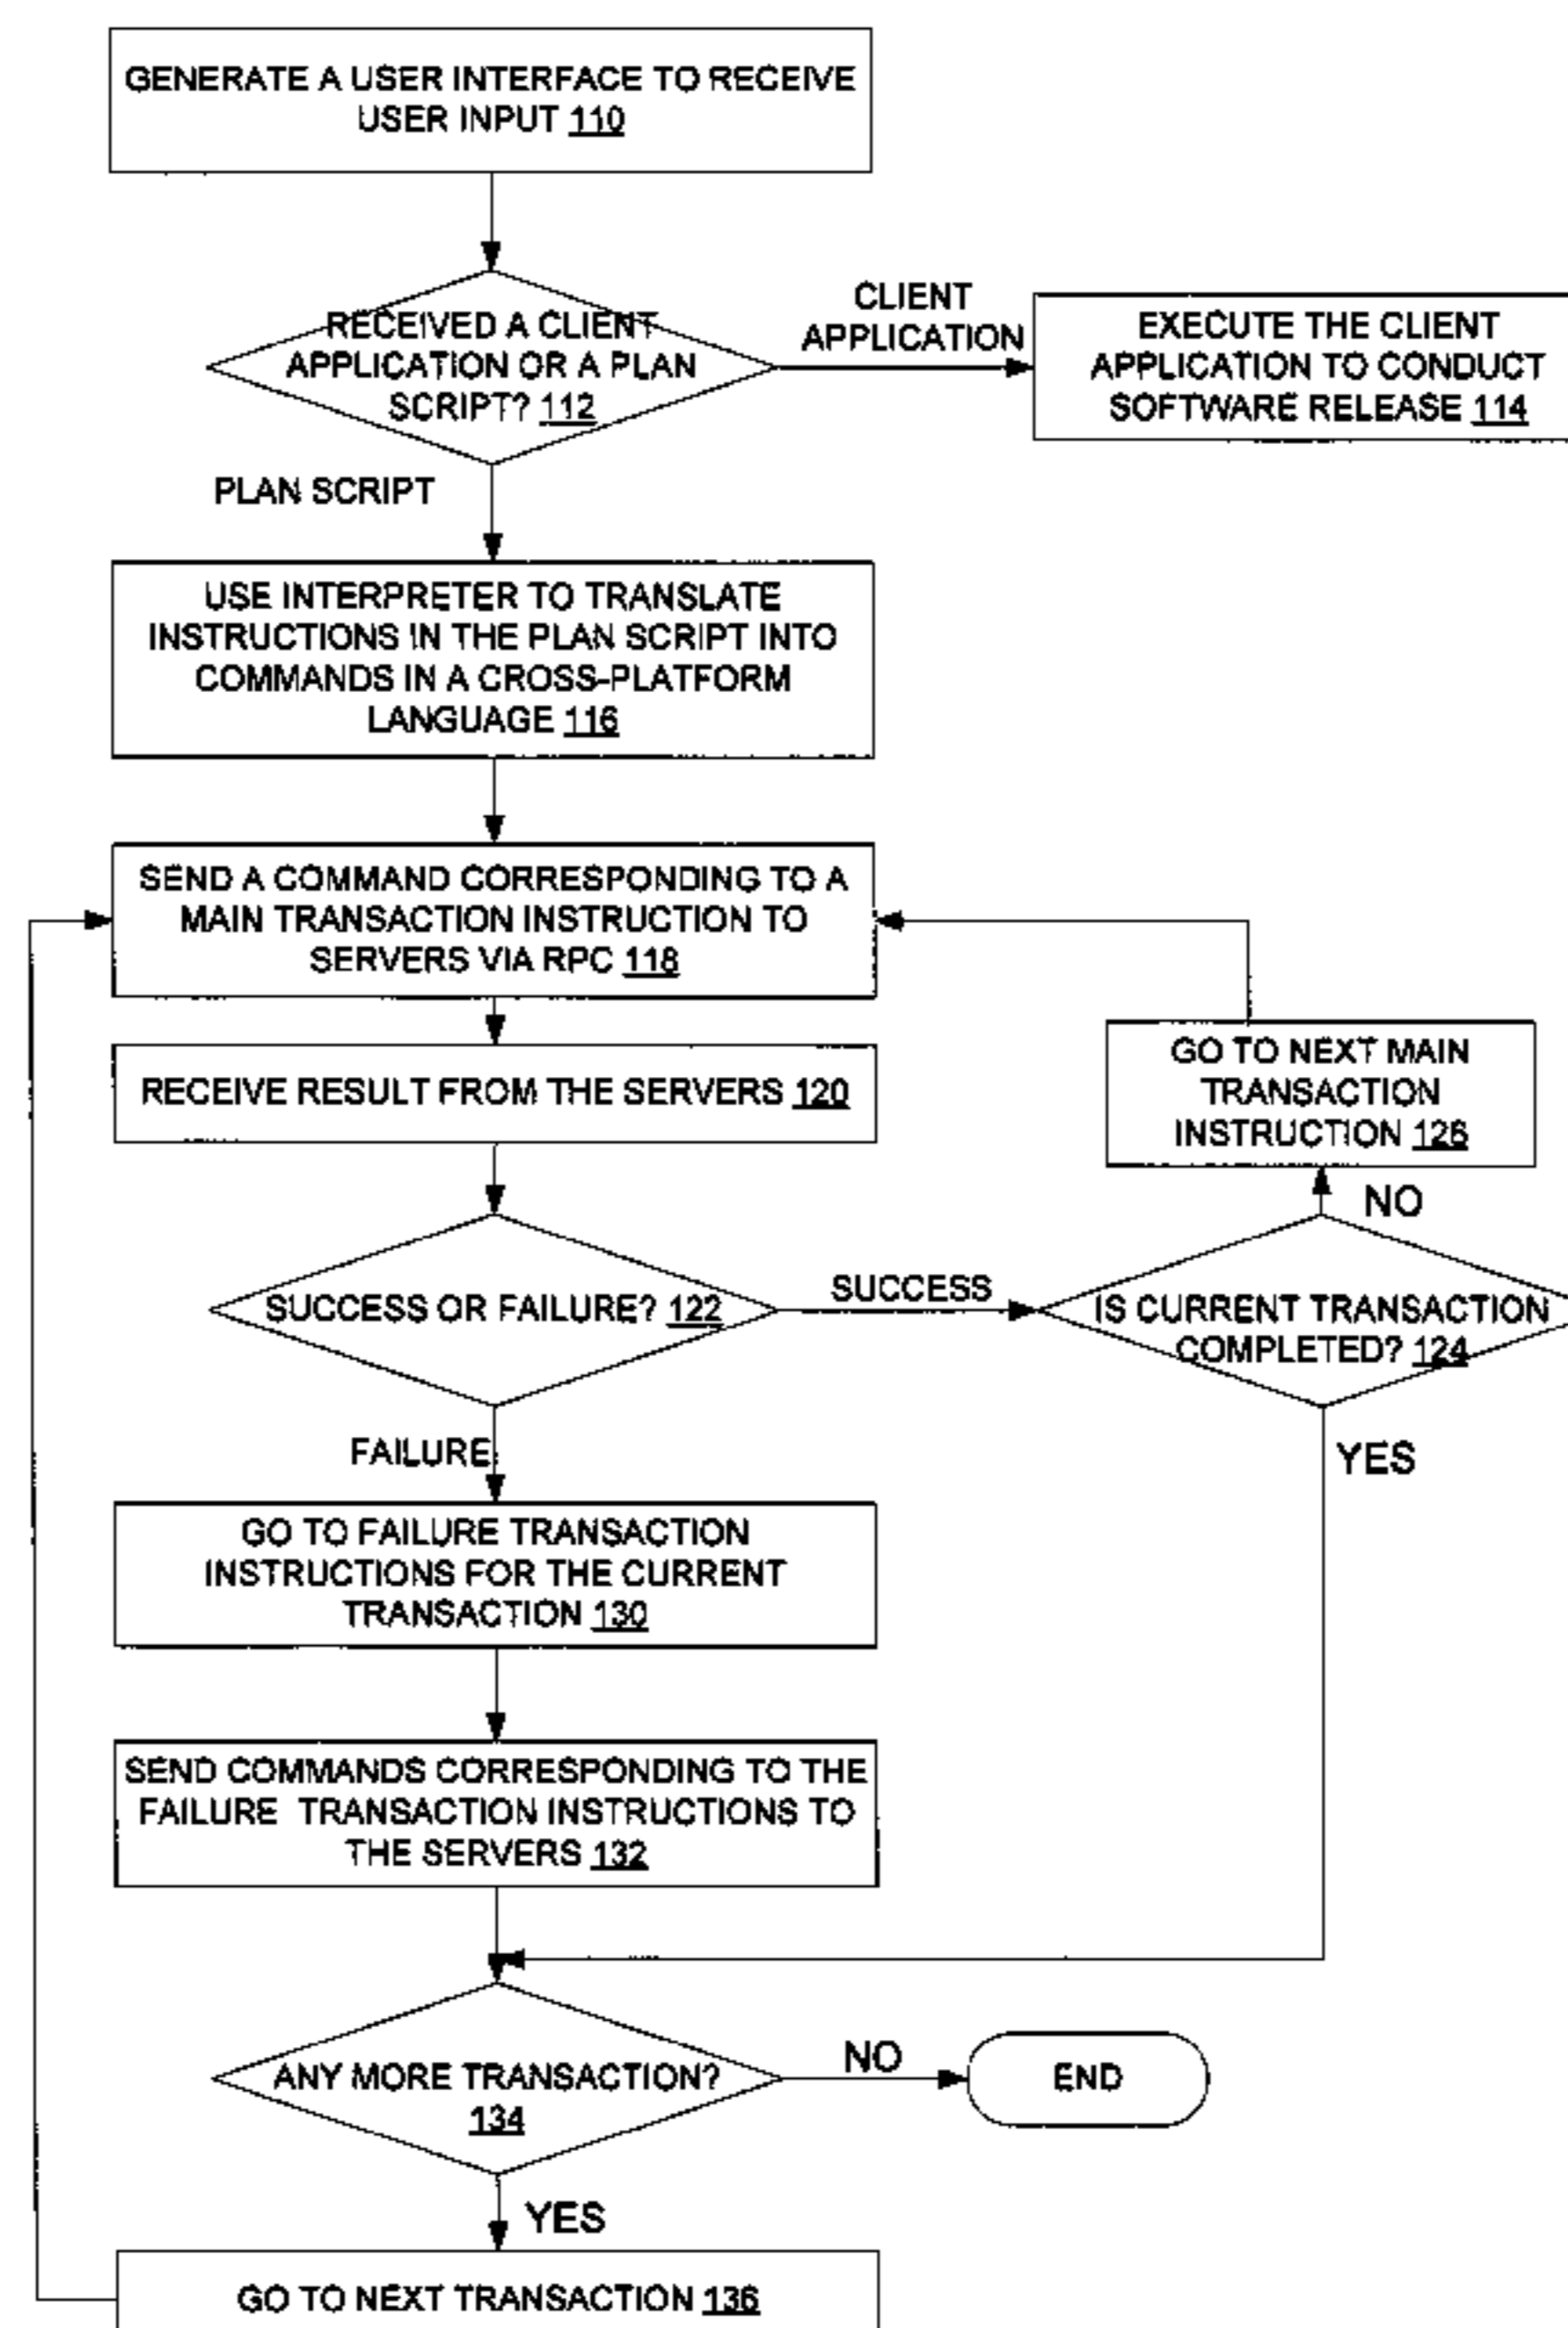 GENERATE A USER INTERFACE TO RECEIVE
USER INPUT 110
RECEIVED A CLIENT
APPLICATION OR A PLAN
SCRIPT? 112
CLIENT
APPLICATION
EXECUTE THE CLIENT
APPLICATION TO CONDUCT
SOFTWARE RELEASE 114
PLAN SCRIPT
USE INTERPRETER TO TRANSLATE
INSTRUCTIONS IN THE PLAN SCRIPT INTO
COMMANDS IN A CROSS-PLATFORM
LANGUAGE 116
SEND A COMMAND CORRESPONDING TO A
MAIN TRANSACTION INSTRUCTION TO
SERVERS VIA RPC 118
RECEIVE RESULT FROM THE SERVERS 120
GO TO NEXT MAIN
TRANSACTION
INSTRUCTION 126
NO
SUCCESS OR FAILURE? 122
SUCCESS
IS CURRENT TRANSACTION
COMPLETED? 124
FAILURE
YES
GO TO FAILURE TRANSACTION
INSTRUCTIONS FOR THE CURRENT
TRANSACTION 130
SEND COMMANDS CORRESPONDING TO THE
FAILURE TRANSACTION INSTRUCTIONS TO
THE SERVERS 132
ANY MORE TRANSACTION?
134
NO
END
YES
GO TO NEXT TRANSACTION 136